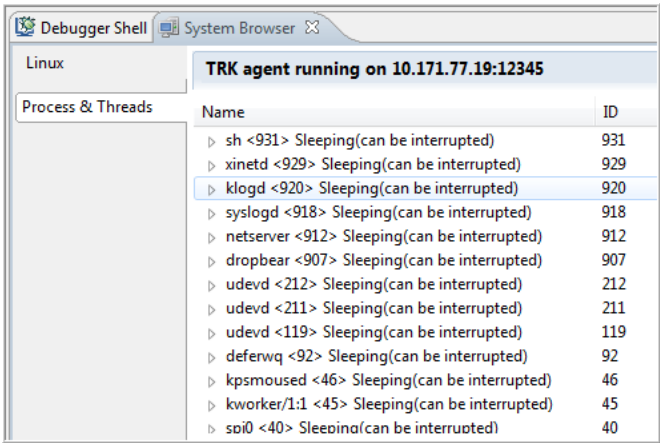 Debugger Shell System Browser
Linux
TRK agent running on 10.171.77.19:12345
Process & Threads
Name ID
sh <931> Sleeping(can be interrupted) 931
xinetd <929> Sleeping(can be interrupted) 929
klogd <920> Sleeping(can be interrupted) 920
syslogd <918> Sleeping(can be interrupted) 918
netserver <912> Sleeping(can be interrupted) 912
dropbear <907> Sleeping(can be interrupted) 907
udevd <212> Sleeping(can be interrupted) 212
udevd <211> Sleeping(can be interrupted) 211
udevd <119> Sleeping(can be interrupted) 119
deferwq <92> Sleeping(can be interrupted) 92
kpsmoused <46> Sleeping(can be interrupted) 46
kworker/1:1 <45> Sleeping(can be interrupted) 45
spi0 <40> Sleeping(can be interrupted) 40